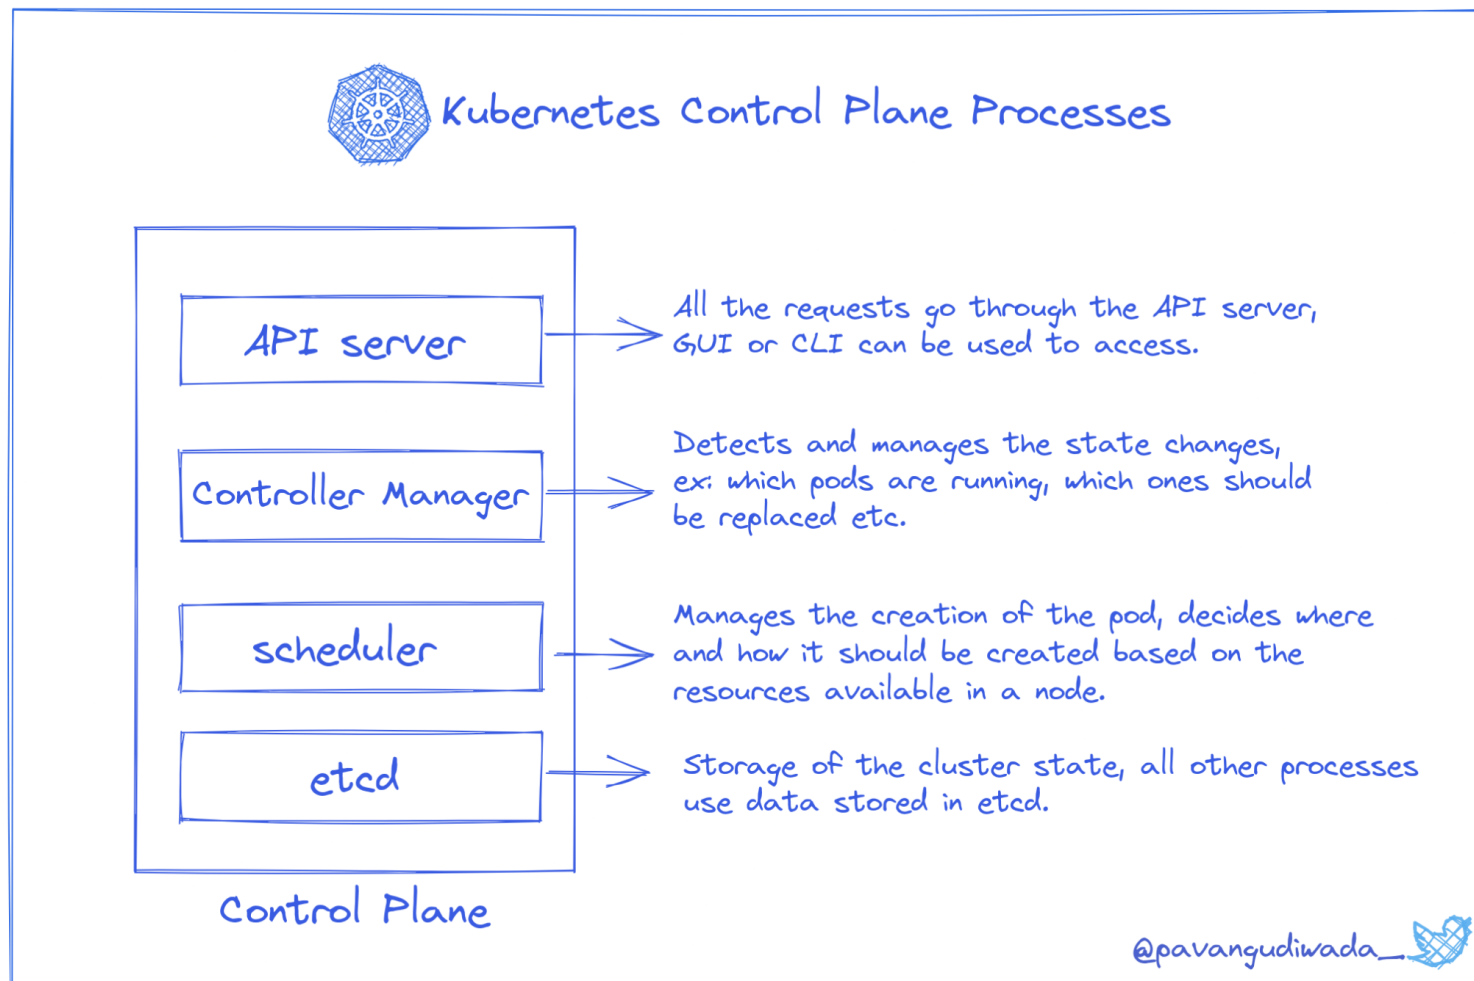 Kubernetes Control Plane Processes
API server
All the requests go through the API server,
GUI or CLI can be used to access.
Controller Manager
Detects and manages the state changes,
ex: which pods are running, which ones should
be replaced etc.
scheduler
Manages the creation of the pod, decides where
and how it should be created based on the
resources available in a node.
etcd
Storage of the cluster state, all other processes
use data stored in etcd.
Control Plane
@pavangudiwada_